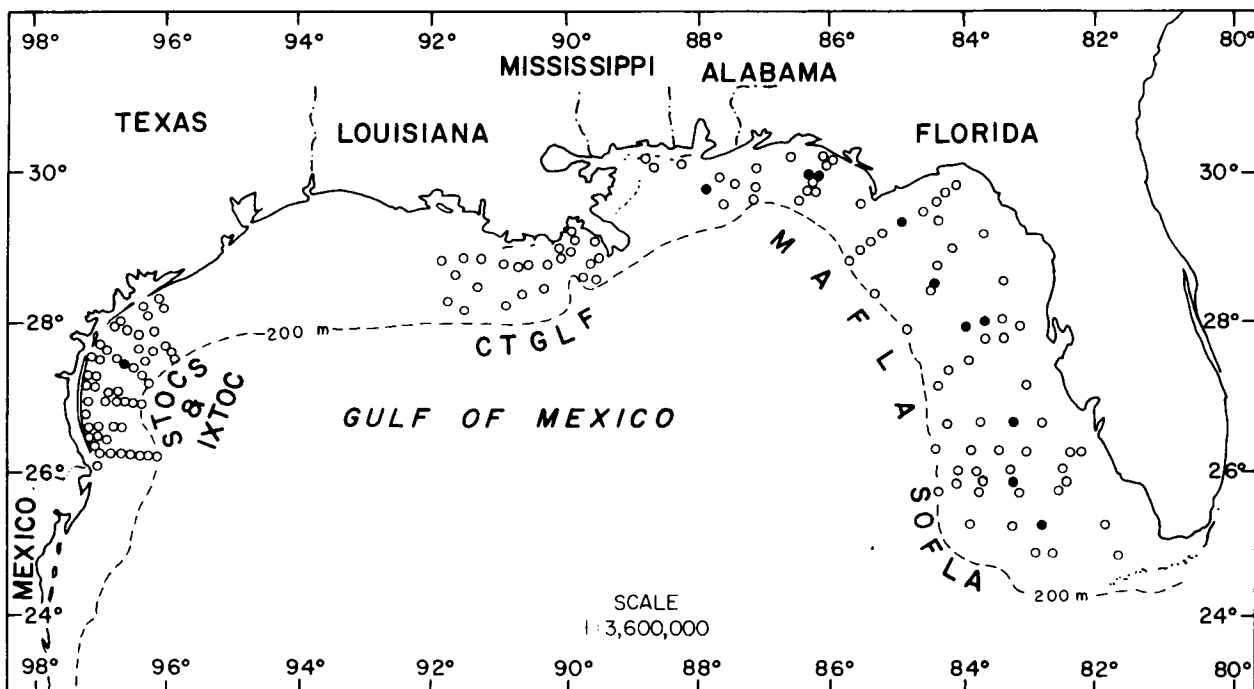 98° 96° 94° 92° 90° 88° 86° 84° 82° 80°
MISSISSIPPI ALABAMA
TEXAS LOUISIANA FLORIDA
30° 30°
MAFLA
28° 28°
200 m
CTGLF
STOCS
&
IXTOC
GULF OF MEXICO
26° 26°
SOFLA
MEXICO
200 m
SCALE
1:3,600,000
24° 24°
98° 96° 94° 92° 90° 88° 86° 84° 82° 80°